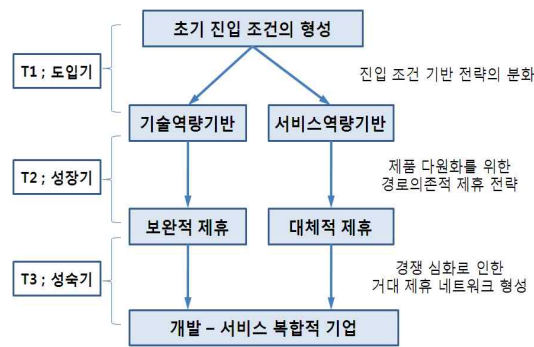 초기 진입 조건의 형성
T1 ; 도입기
진입 조건 기반 전략의 분화
기술역량기반
서비스역량기반
T2 ; 성장기
제품 다원화를 위한
경로의존적 제휴 전략
보완적 제휴
대체적 제휴
T3 ; 성숙기
경쟁 심화로 인한
거대 제휴 네트워크 형성
개발 – 서비스 복합적 기업